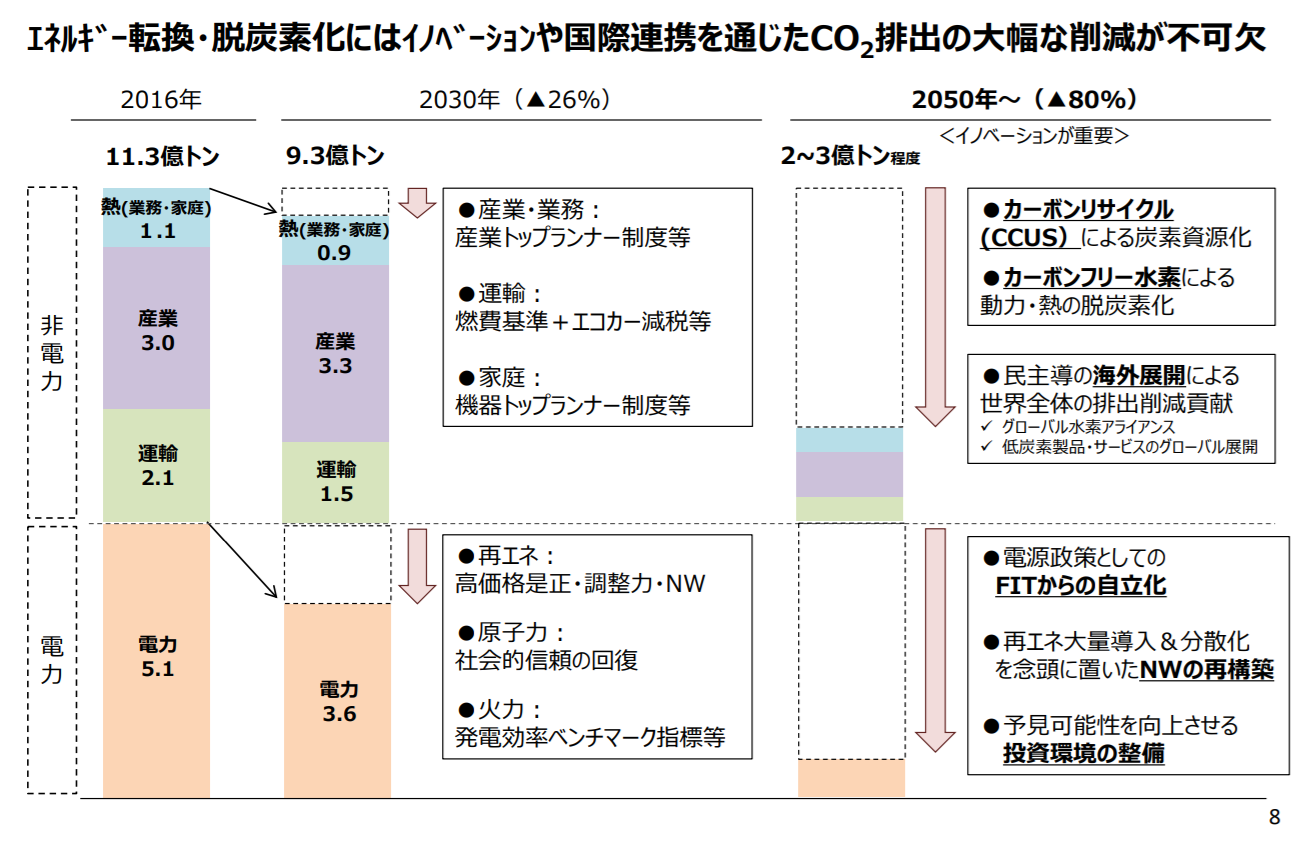 ｴﾈﾙｷﾞｰ転換・脱炭素化にはｲﾉﾍﾞｰｼｮﾝや国際連携を通じたCO2排出の大幅な削減が不可欠
2016年
2030年（▲26%）
2050年～（▲80%）
＜イノベーションが重要＞
11.3億トン
9.3億トン
2~3億トン程度
非電力
電力
熱(業務・家庭)
1.1
産業
3.0
運輸
2.1
電力
5.1
熱(業務・家庭)
0.9
産業
3.3
運輸
1.5
電力
3.6
●産業・業務：
産業トップランナー制度等
●運輸：
燃費基準＋エコカー減税等
●家庭：
機器トップランナー制度等
●再エネ：
高価格是正・調整力・NW
●原子力：
社会的信頼の回復
●火力：
発電効率ベンチマーク指標等
●カーボンリサイクル
(CCUS）による炭素資源化
●カーボンフリー水素による
動力・熱の脱炭素化
●民主導の海外展開による
世界全体の排出削減貢献
✓ グローバル水素アライアンス
✓ 低炭素製品・サービスのグローバル展開
●電源政策としての
FITからの自立化
●再エネ大量導入＆分散化
を念頭に置いたNWの再構築
●予見可能性を向上させる
投資環境の整備
8